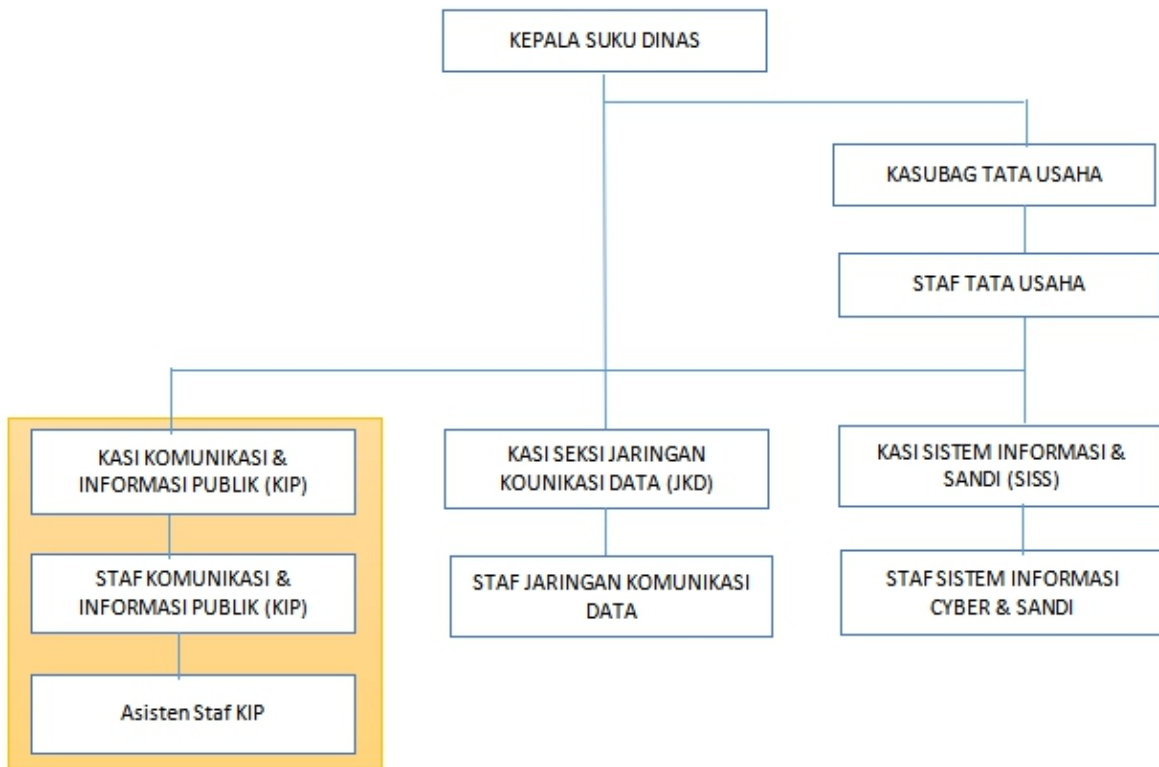 KEPALA SUKU DINAS
KASUBAG TATA USAHA
STAF TATA USAHA
KASI KOMUNIKASI &
INFORMASI PUBLIK (KIP)
KASI SEKSI JARINGAN
KOUNIKASI DATA (JKD)
KASI SISTEM INFORMASI &
SANDI (SISS)
STAF KOMUNIKASI &
INFORMASI PUBLIK (KIP)
STAF JARINGAN KOMUNIKASI
DATA
STAF SISTEM INFORMASI
CYBER & SANDI
Asisten Staf KIP